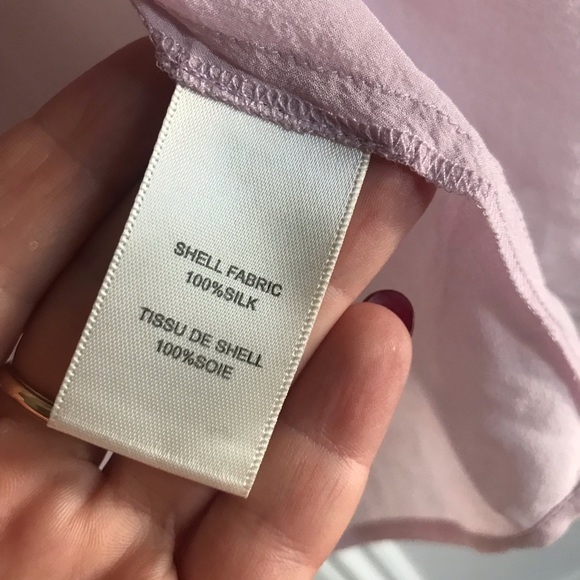 SHELL FABRIC
100%SILK
TISSU DE SHELL
100%SOIE